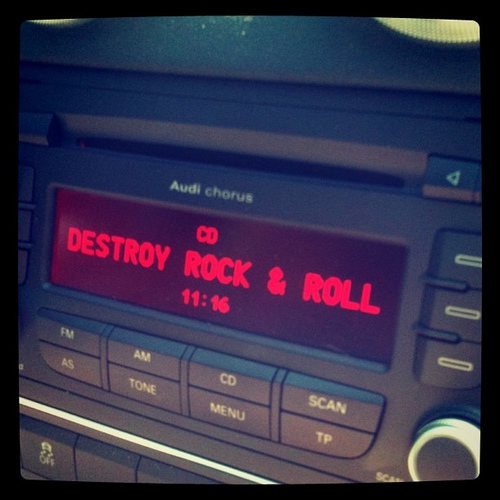 Audi chorus
CD
DESTROY ROCK & ROLL
11:16
FM
AM
CD
SCAN
AS
TONE
MENU
TP
OFF